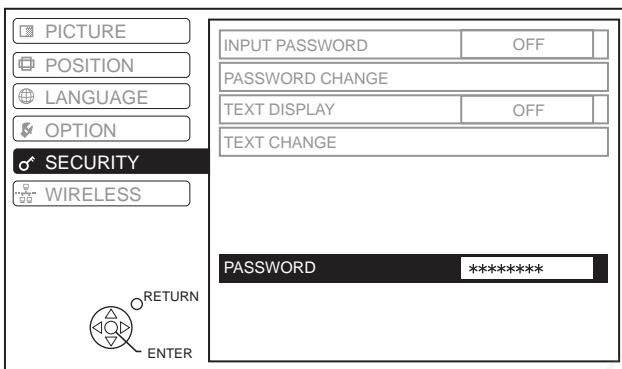 PICTURE
POSITION
LANGUAGE
OPTION
SECURITY
WIRELESS
INPUT PASSWORD OFF
PASSWORD CHANGE
TEXT DISPLAY OFF
TEXT CHANGE
PASSWORD ********
RETURN
ENTER